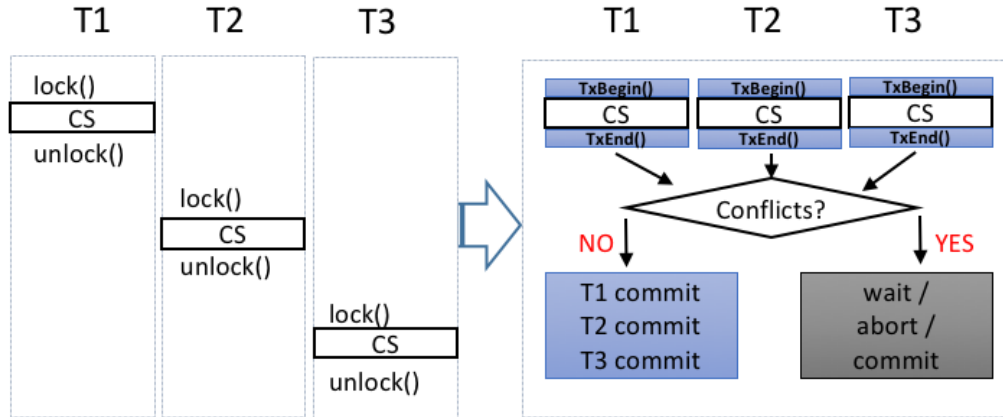 T1 T2 T3
lock()
CS
unlock()
lock()
CS
unlock()
lock()
CS
unlock()
T1 T2 T3
TxBegin() TxBegin() TxBegin()
CS CS CS
TxEnd() TxEnd() TxEnd()
Conflicts?
NO YES
T1 commit
T2 commit
T3 commit
wait /
abort /
commit